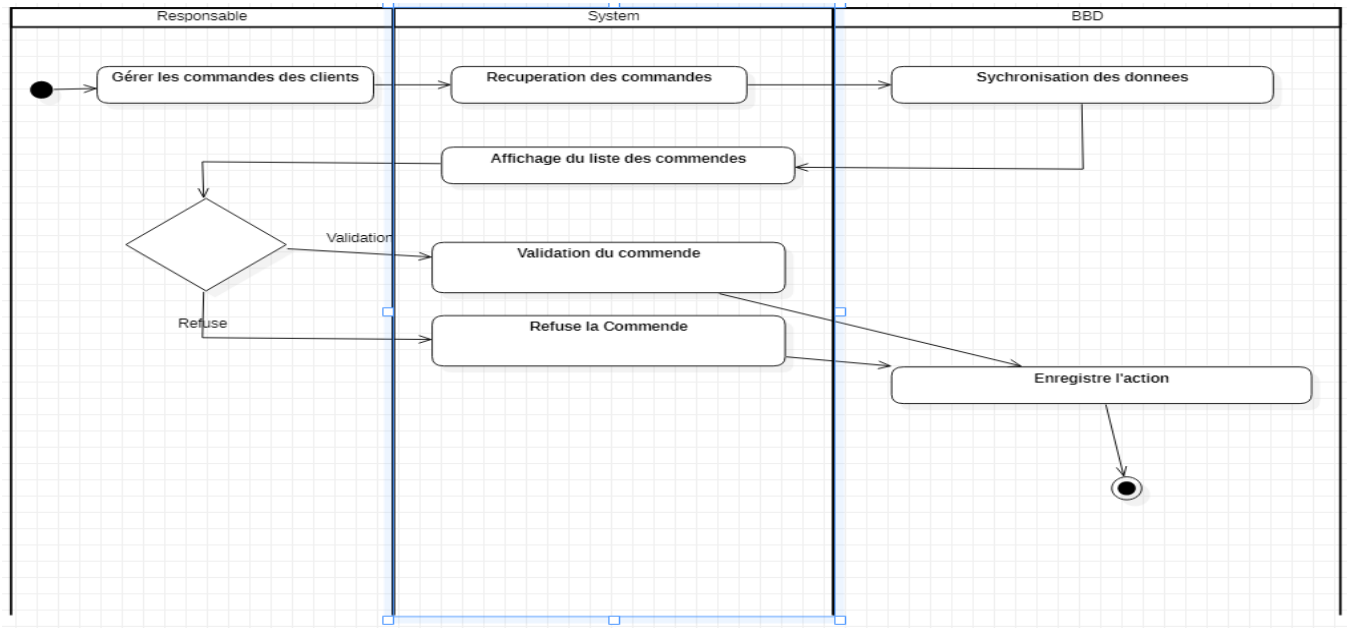 Responsable
System
BBD
Gérer les commandes des clients
Recuperation des commandes
Sychronisation des donnees
Affichage du liste des commendes
Validation
Validation du commende
Refuse
Refuse la Commende
Enregistre l'action